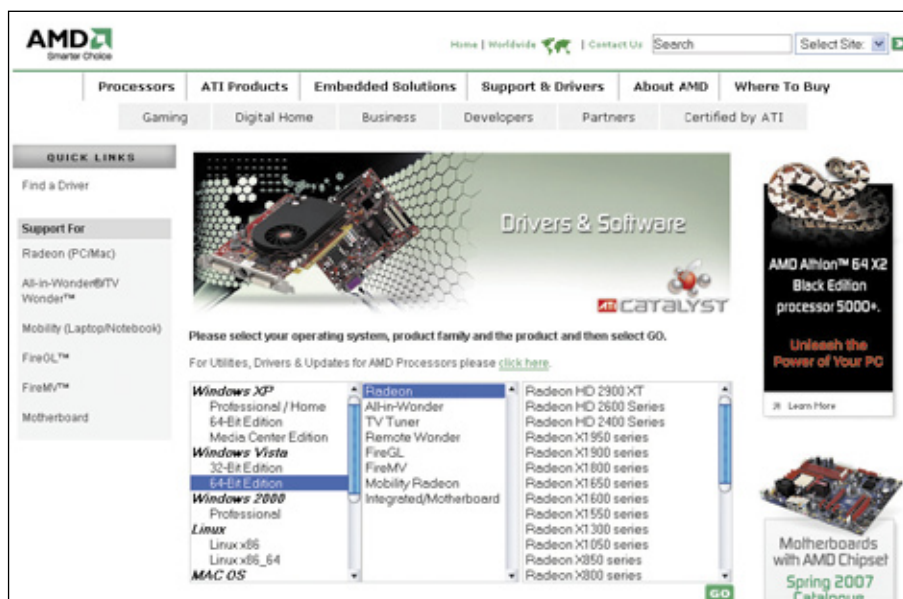 AMD
Smarter Choice
Home | Worldwide | Contact Us Search Select Site:
Processors ATI Products Embedded Solutions Support & Drivers About AMD Where To Buy
Gaming Digital Home Business Developers Partners Certified by ATI
QUICK LINKS
Find a Driver
Support For
Radeon (PC/Mac)
All-in-Wonder®/TV
Wonder™
Mobility (Laptop/Notebook)
FireGL™
FireMV™
Motherboard
Drivers & Software
ATI CATALYST
Please select your operating system, product family and the product and then select GO.
For Utilities, Drivers & Updates for AMD Processors please click here.
Windows XP
Professional / Home
64-Bit Edition
Media Center Edition
Windows Vista
32-Bit Edition
64-Bit Edition
Windows 2000
Professional
Linux
Linux x86
Linux x86_64
MAC OS
Radeon
All-in-Wonder
TV Tuner
Remote Wonder
FireGL
FireMV
Mobility Radeon
Integrated/Motherboard
Radeon HD 2900 XT
Radeon HD 2600 Series
Radeon HD 2400 Series
Radeon X1950 series
Radeon X1900 series
Radeon X1800 series
Radeon X1650 series
Radeon X1600 series
Radeon X1550 series
Radeon X1300 series
Radeon X1050 series
Radeon X850 series
Radeon X800 series
GO
AMD Athlon™ 64 X2
Black Edition
processor 5000+.
Unleash the
Power of Your PC
Learn More
Motherboards
with AMD Chipset
Spring 2007
Catalogue